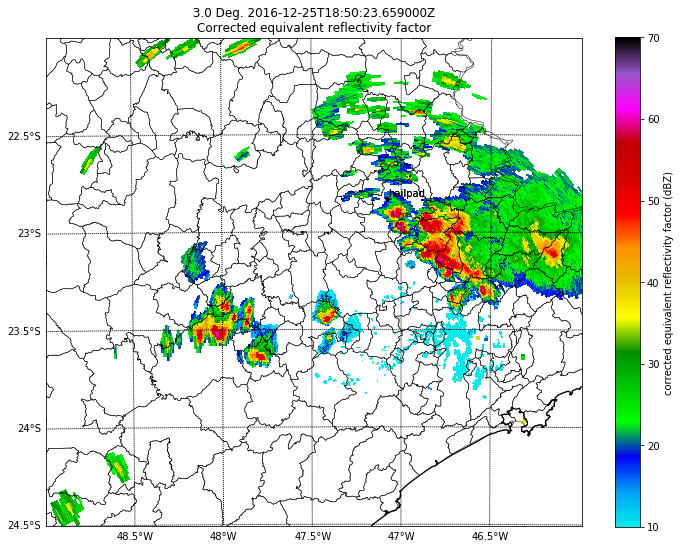 3.0 Deg. 2016-12-25T18:50:23.659000Z
Corrected equivalent reflectivity factor
22.5°S
23°S
23.5°S
24°S
24.5°S
48.5°W
48°W
47.5°W
47°W
46.5°W
hailpad
70
60
50
40
30
20
10
corrected equivalent reflectivity factor (dBZ)